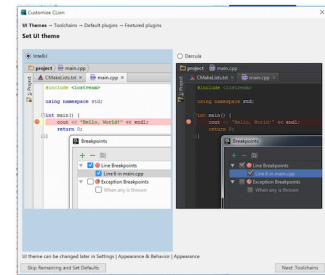 Customize CLion
UI Themes → Toolchains → Default plugins → Featured plugins
Set UI theme
IntelliJ
Darcula
project main.cpp
project main.cpp
CMakeLists.txt × main.cpp ×
CMakeLists.txt × main.cpp ×
1: Project
#include <iostream>
#include <iostream>
using namespace std;
using namespace std;
int main() {
int main() {
cout << "Hello, World!" << endl;
cout << "Hello, World!" << endl;
return 0;
return 0;
}
}
Breakpoints
Breakpoints
Line Breakpoints
Line Breakpoints
Line 6 in main.cpp
Line 6 in main.cpp
Exception Breakpoints
Exception Breakpoints
When any is thrown
When any is thrown
UI theme can be changed later in Settings | Appearance & Behavior | Appearance
Skip Remaining and Set Defaults
Next: Toolchains